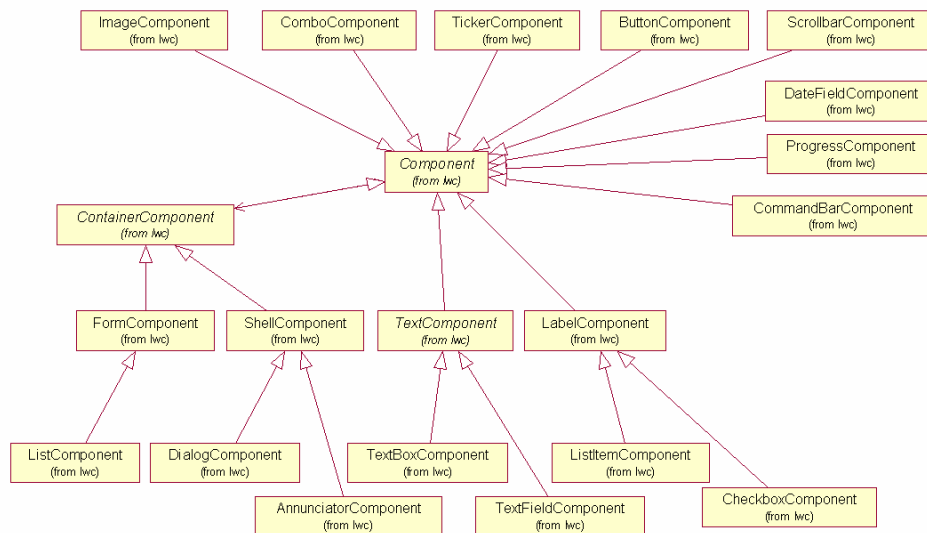 ImageComponent
(from lwc)
ComboComponent
(from lwc)
TickerComponent
(from lwc)
ButtonComponent
(from lwc)
ScrollbarComponent
(from lwc)
DateFieldComponent
(from lwc)
ProgressComponent
(from lwc)
Component
(from lwc)
CommandBarComponent
(from lwc)
ContainerComponent
(from lwc)
FormComponent
(from lwc)
ShellComponent
(from lwc)
TextComponent
(from lwc)
LabelComponent
(from lwc)
ListComponent
(from lwc)
DialogComponent
(from lwc)
TextBoxComponent
(from lwc)
ListItemComponent
(from lwc)
AnnunciatorComponent
(from lwc)
TextFieldComponent
(from lwc)
CheckboxComponent
(from lwc)